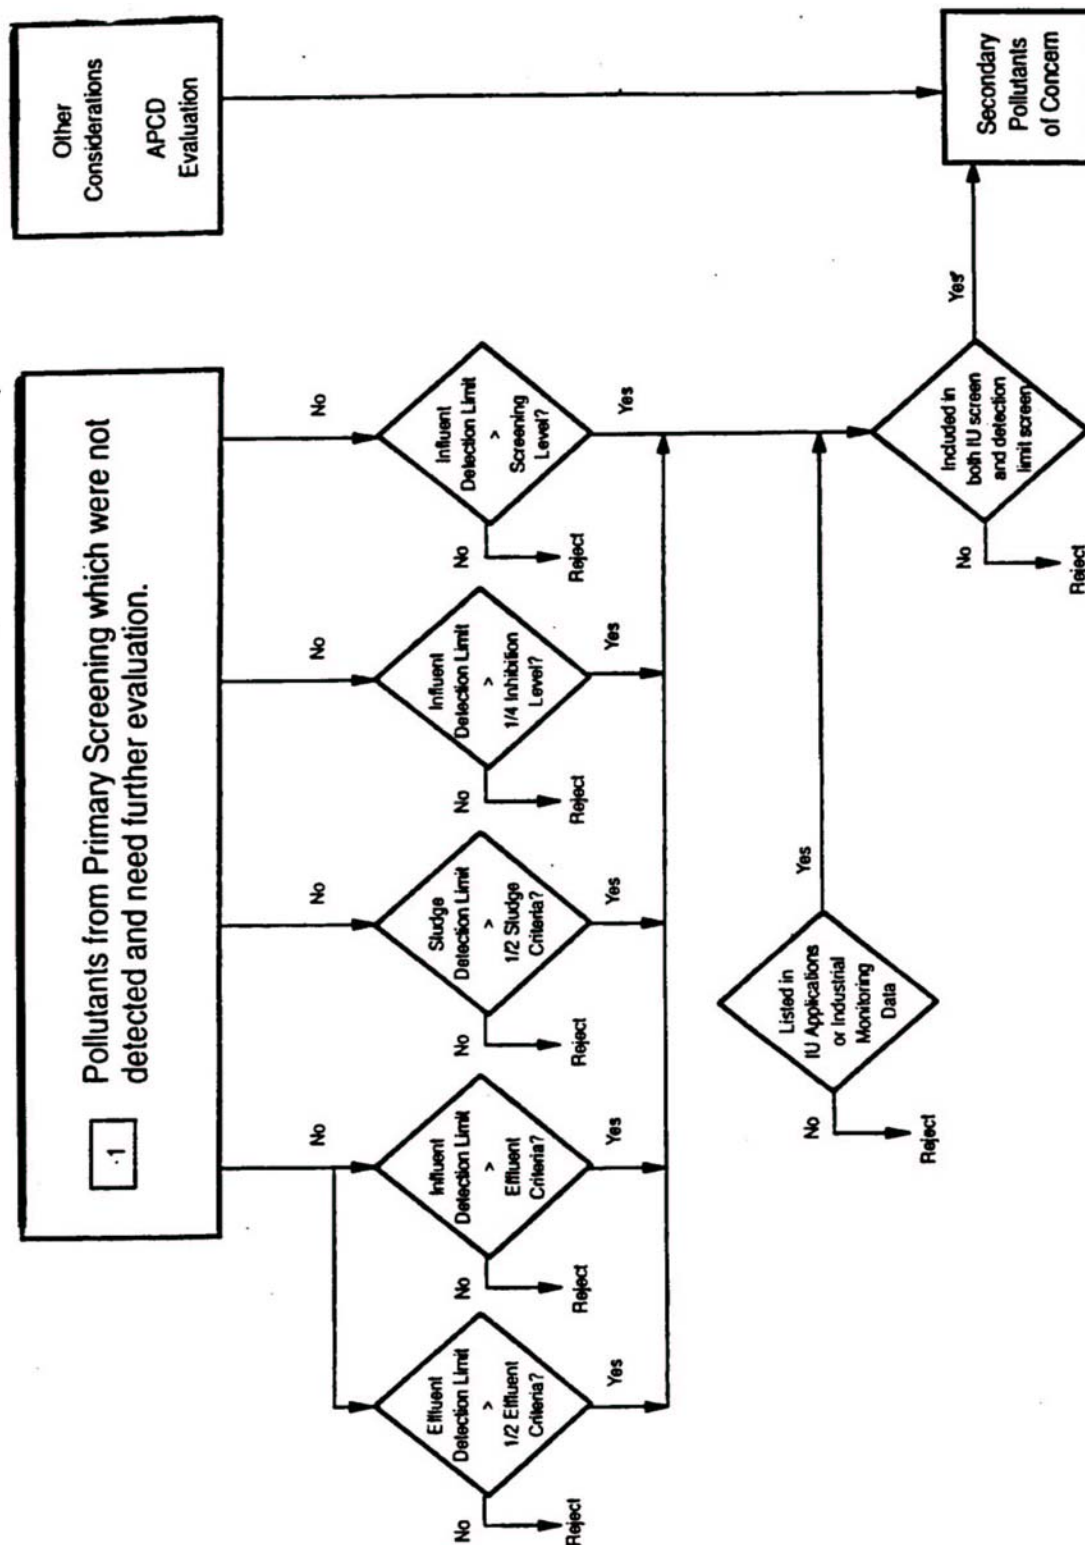 .1
Pollutants from Primary Screening which were not
detected and need further evaluation.
Other
Considerations
APCD
Evaluation
No
No
No
No
Effluent
Detection Limit
>
1/2 Effluent
Criteria?
Influent
Detection Limit
>
Effluent
Criteria?
Sludge
Detection Limit
>
1/2 Sludge
Criteria?
Influent
Detection Limit
>
1/4 Inhibition
Level?
Influent
Detection Limit
>
Screening
Level?
No
Reject
Yes
No
Reject
Yes
No
Reject
Yes
No
Reject
Yes
No
Reject
Yes
Listed in
IU Applications
or Industrial
Monitoring
Data
Yes
No
Reject
Included in
both IU screen
and detection
limit screen
Yes
No
Reject
Secondary
Pollutants
of Concern